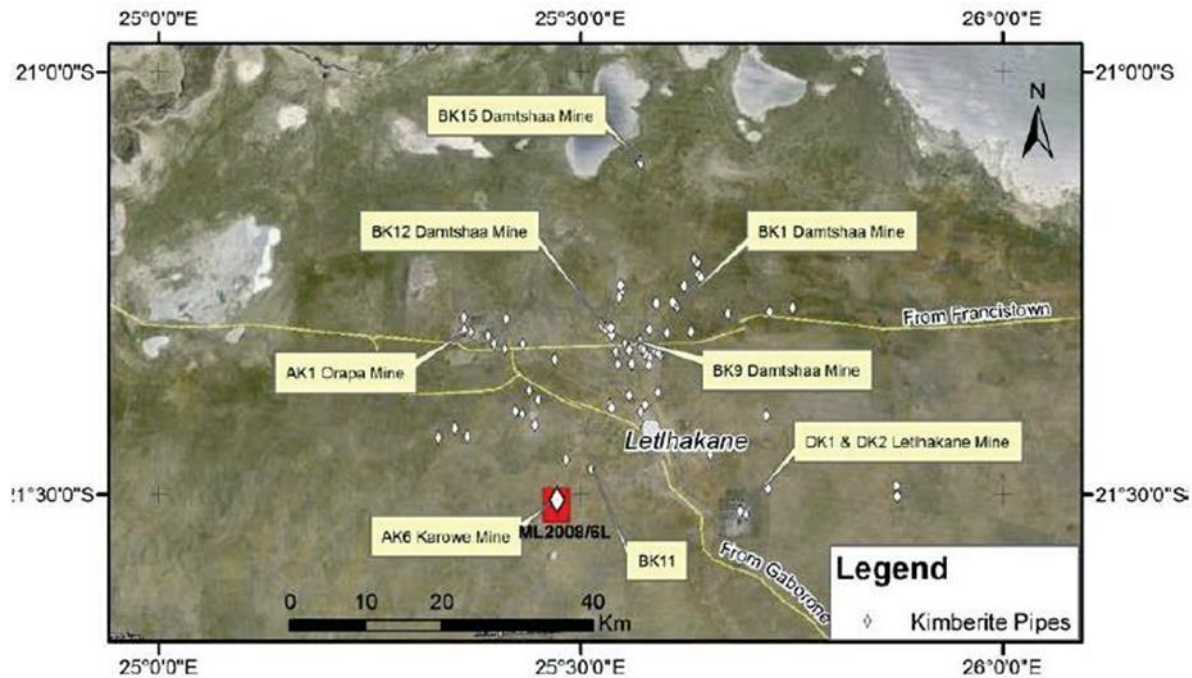 25°0'0"E 25°30'0"E 26°0'0"E
21°0'0"S 21°0'0"S
N
BK15 Damtshaa Mine
BK12 Damtshaa Mine
BK1 Damtshaa Mine
From Francistown
AK1 Orapa Mine
BK9 Damtshaa Mine
Letlhakane
DK1 & DK2 Letlhakane Mine
21°30'0"S 21°30'0"S
AK6 Karowe Mine
ML2008/6L
BK11
From Gaborone
Legend
Kimberite Pipes
0 10 20 40
Km
25°0'0"E 25°30'0"E 26°0'0"E